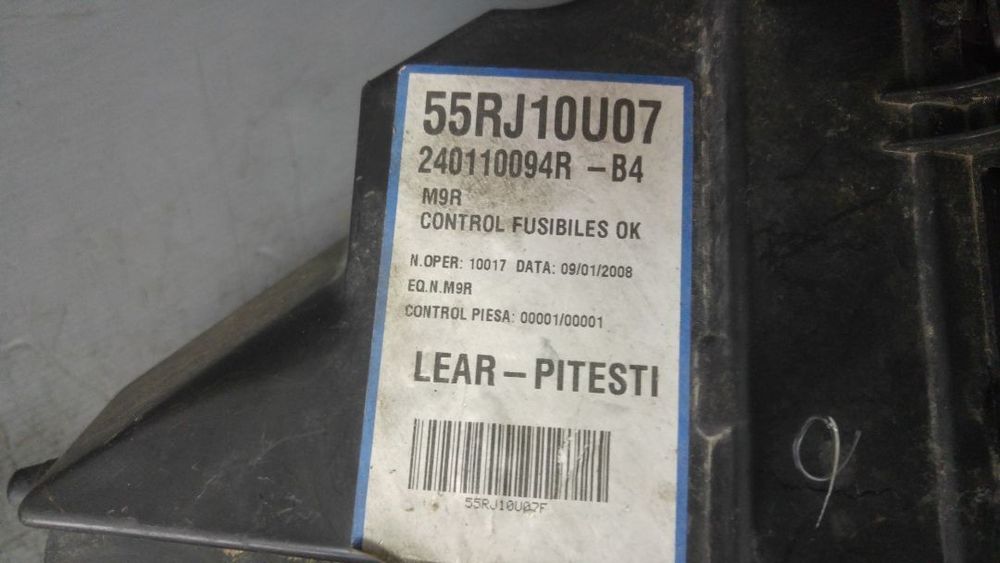 55RJ10U07
240110094R -B4
M9R
CONTROL FUSIBILES OK
N.OPER: 10017 DATA: 09/01/2008
EQ.N.M9R
CONTROL PIESA: 00001/00001
LEAR-PITESTI
55RJ10U07F
9